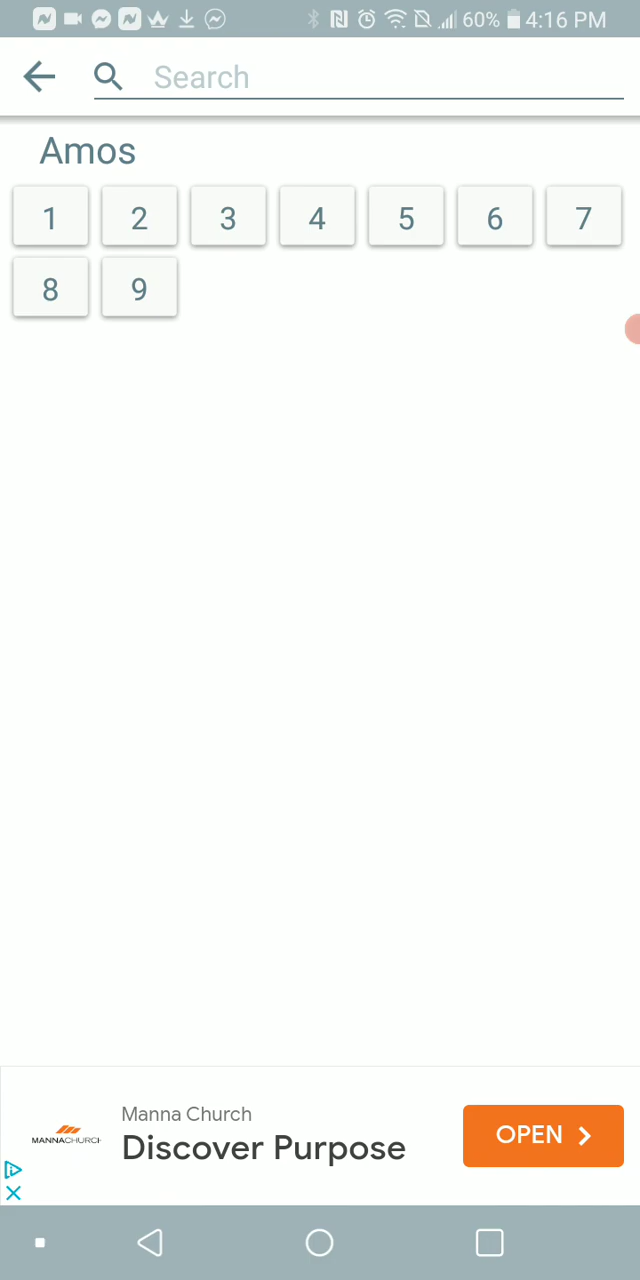 60% 4:16 PM
Search
Amos
1 2 3 4 5 6 7
8 9
Manna Church
MANNACHURCH
Discover Purpose
OPEN